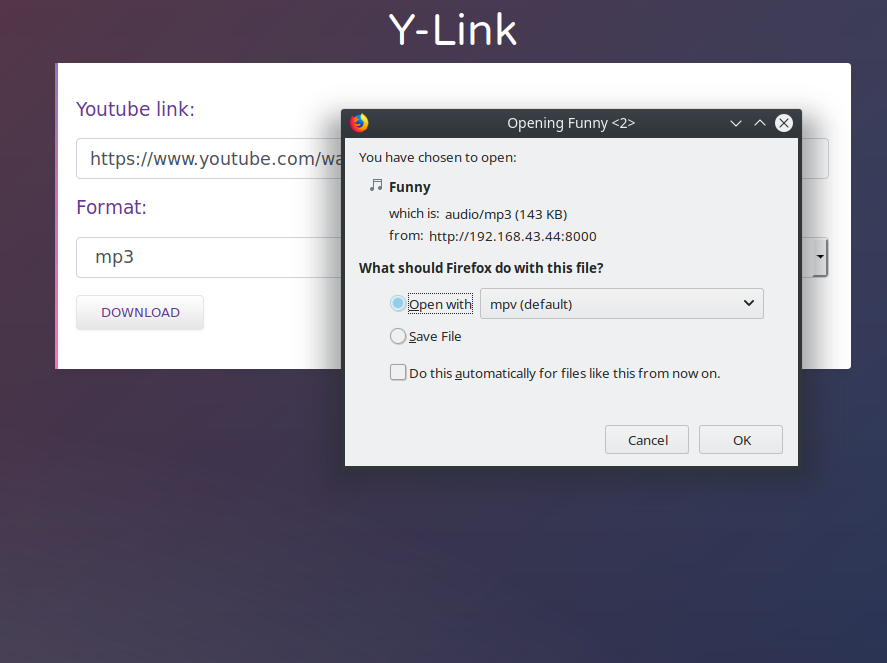 Y-Link
Youtube link:
https://www.youtube.com/wa
Format:
mp3
DOWNLOAD
Opening Funny <2>
You have chosen to open:
Funny
which is: audio/mp3 (143 KB)
from: http://192.168.43.44:8000
What should Firefox do with this file?
Open with mpv (default)
Save File
Do this automatically for files like this from now on.
Cancel OK